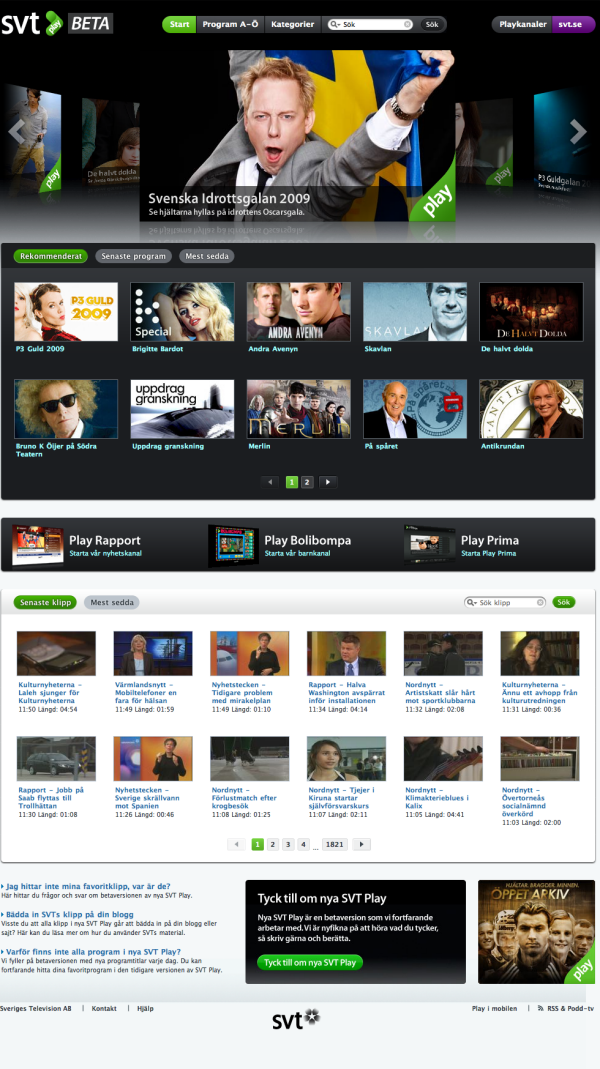 svt play BETA
Start Program A-Ö Kategorier Sök Sök Playkanaler svt.se
De halvt dolda
P3 Guldgalan
play
play
Svenska Idrottsgalan 2009
Se hjältarna hyllas på idrottens Oscarsgala.
play
Rekommenderat Senaste program Mest sedda
P3 GULD
2009
Special
ANDRA AVENYN
SKAVLAN
DE HALVT DOLDA
P3 Guld 2009 Brigitte Bardot Andra Avenyn Skavlan De halvt dolda
uppdrag
granskning
MERLIN
På spåret
ANTIK
Bruno K Öijer på Södra
Teatern
Uppdrag granskning Merlin På spåret Antikrundan
1 2
Play Rapport
Starta vår nyhetskanal
Play Bolibompa
Starta vår barnkanal
Play Prima
Starta Play Prima
Senaste klipp Mest sedda Sök klipp Sök
Kulturnyheterna –
Laleh sjunger för
Kulturnyheterna
11:50 Längd: 04:54
Värmlandsnytt –
Mobiltelefoner en
fara för hälsan
11:49 Längd: 01:59
Nyhetstecken –
Tidigare problem
med mirakelplan
11:49 Längd: 01:10
Rapport – Halva
Washington avspärrat
inför installationen
11:34 Längd: 04:14
Nordnytt –
Artistskatt slår hårt
mot sportklubbarna
11:32 Längd: 02:08
Kulturnyheterna –
Ännu ett avhopp från
kulturutredningen
11:31 Längd: 00:36
Rapport – Jobb på
Saab flyttas till
Trollhättan
11:30 Längd: 01:08
Nyhetstecken –
Sverige skrällvann
mot Spanien
11:26 Längd: 00:46
Nordnytt –
Förlustmatch efter
krogbesök
11:08 Längd: 01:25
Nordnytt – Tjejer i
Kiruna startar
självförsvarskurs
11:07 Längd: 02:11
Nordnytt –
Klimakterieblues i
Kalix
11:05 Längd: 04:41
Nordnytt –
Övertorneås
socialnämnd
överkörd
11:03 Längd: 02:00
1 2 3 4 ... 1821
Jag hittar inte mina favoritklipp, var är de?
Här hittar du frågor och svar om betaversionen av nya SVT Play.
Bädda in SVTs klipp på din blogg
Visste du att alla klipp i nya SVT Play går att bädda in på din blogg eller
sajt? Här kan du läsa mer om hur du använder SVTs material.
Varför finns inte alla program i nya SVT Play?
Vi fyller på betaversionen med nya programtitlar varje dag. Du kan
fortfarande hitta dina favoritprogram i den tidigare versionen av SVT Play.
Tyck till om nya SVT Play
Nya SVT Play är en betaversion som vi fortfarande
arbetar med. Vi är nyfikna på att höra vad du tycker,
så skriv gärna och berätta.
Tyck till om nya SVT Play
HJÄLTAR. BRAGDER. MINNEN.
ÖPPET ARKIV
play
Sveriges Television AB | Kontakt | Hjälp
Play i mobilen | RSS & Podd-tv
svt